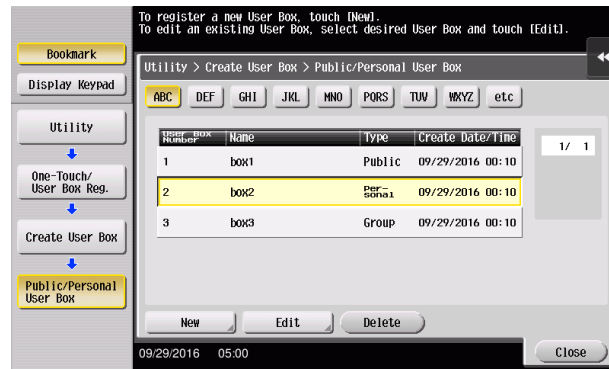 To register a new User Box, touch [New].
To edit an existing User Box, select desired User Box and touch [Edit].
Bookmark
Display Keypad
Utility
One-Touch/
User Box Reg.
Create User Box
Public/Personal
User Box
Utility > Create User Box > Public/Personal User Box
ABC DEF GHI JKL MNO PQRS TUV WXYZ etc
User Box
Number Name Type Create Date/Time
1 box1 Public 09/29/2016 00:10
2 box2 Per-
sonal 09/29/2016 00:10
3 box3 Group 09/29/2016 00:10
1/ 1
New Edit Delete
09/29/2016 05:00
Close